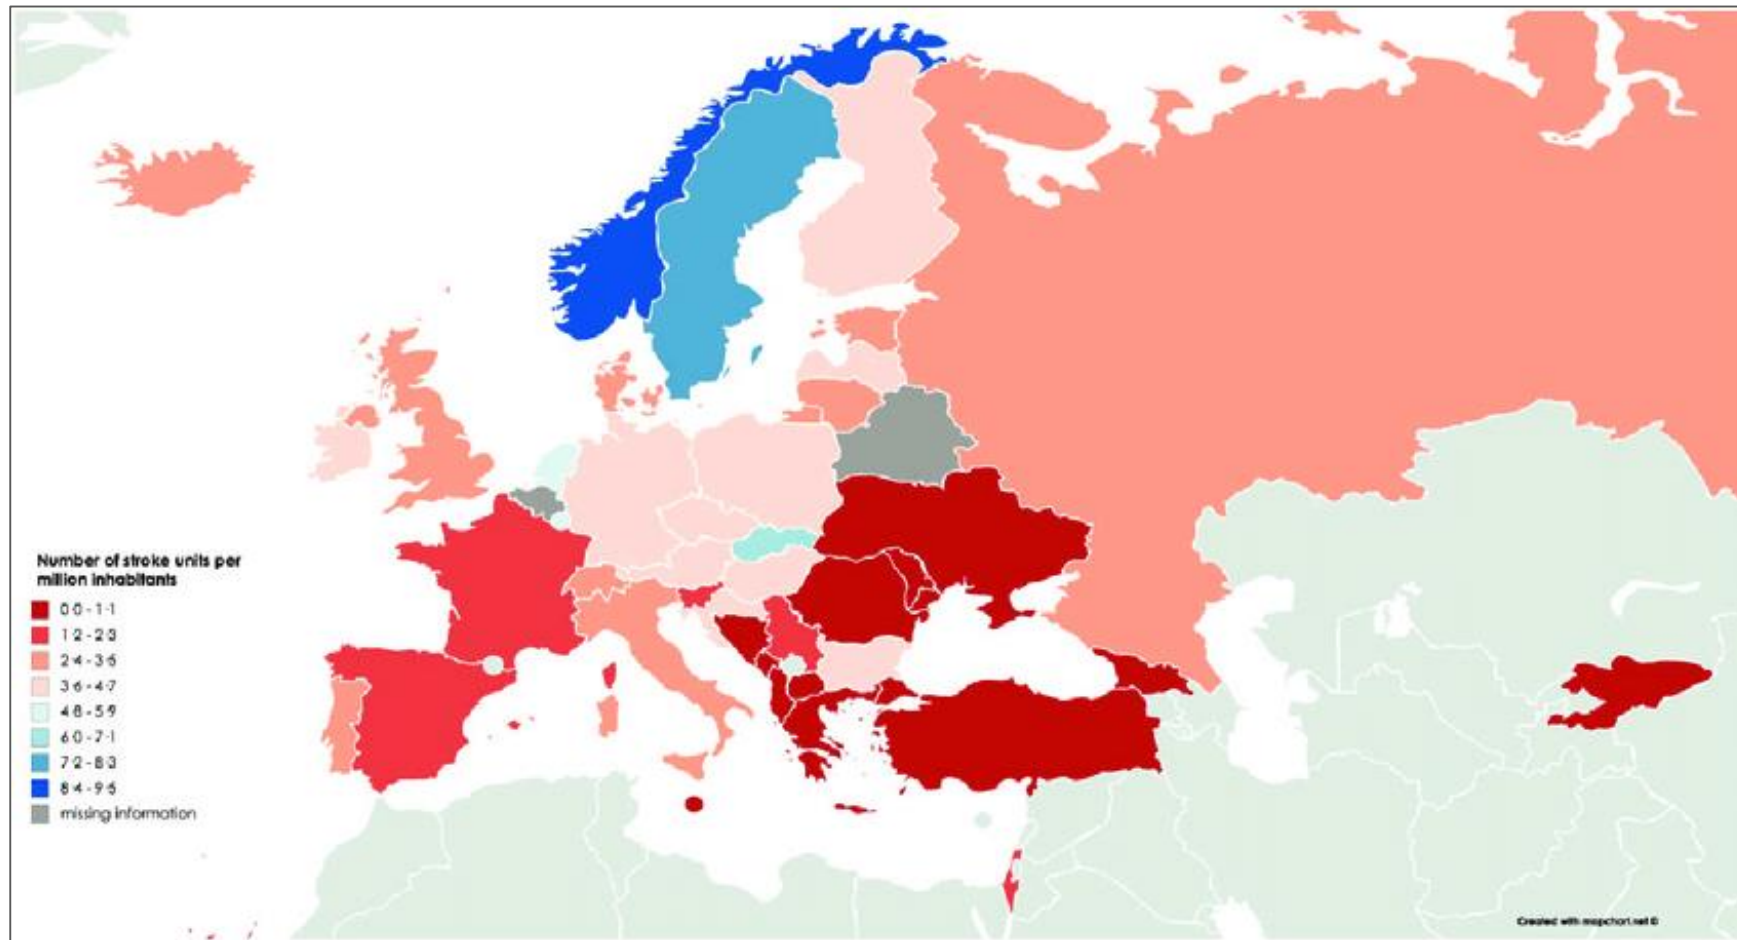 Number of stroke units per
million inhabitants
0·0 - 1·1
1·2 - 2·3
2·4 - 3·5
3·6 - 4·7
4·8 - 5·9
6·0 - 7·1
7·2 - 8·3
8·4 - 9·5
missing information
Created with mapchart.net ©